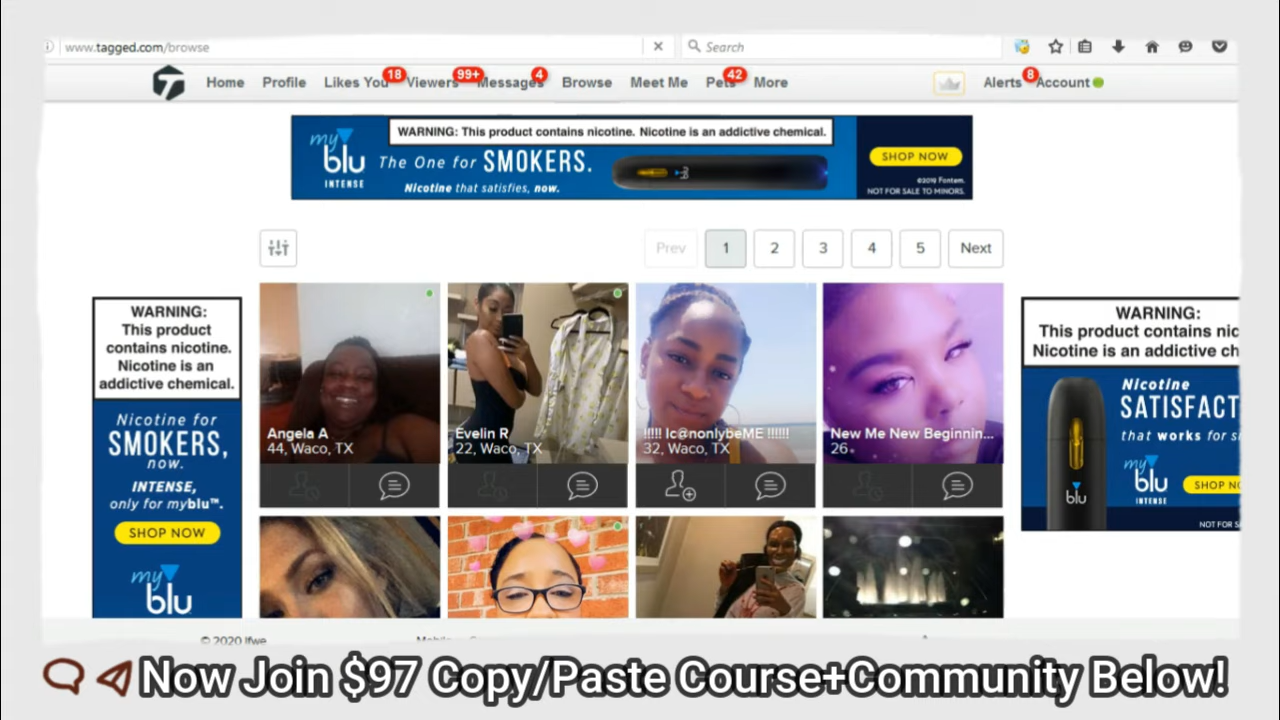 www.tagged.com/browse
Search
Home Profile Likes You 18 Viewers 99+ Messages 4 Browse Meet Me Pets 42 More Alerts 8 Account
my
blu
INTENSE
WARNING: This product contains nicotine. Nicotine is an addictive chemical.
The One for SMOKERS.
Nicotine that satisfies, now.
SHOP NOW
©2019 Fontem.
NOT FOR SALE TO MINORS.
Prev 1 2 3 4 5 Next
WARNING:
This product
contains nicotine.
Nicotine is an
addictive chemical.
Nicotine for
SMOKERS,
now.
INTENSE,
only for myblu™.
SHOP NOW
my
blu
Angela A
44, Waco, TX
Evelin R
22, Waco, TX
!!!!! Ic@nonlybeME !!!!!!
32, Waco, TX
New Me New Beginnin...
26
WARNING:
This product contains nic
Nicotine is an addictive ch
Nicotine
SATISFACT
that works for s
my
blu
INTENSE
SHOP NO
blu
NOT FOR S
© 2020 Ifwe
Now Join $97 Copy/Paste Course+Community Below!